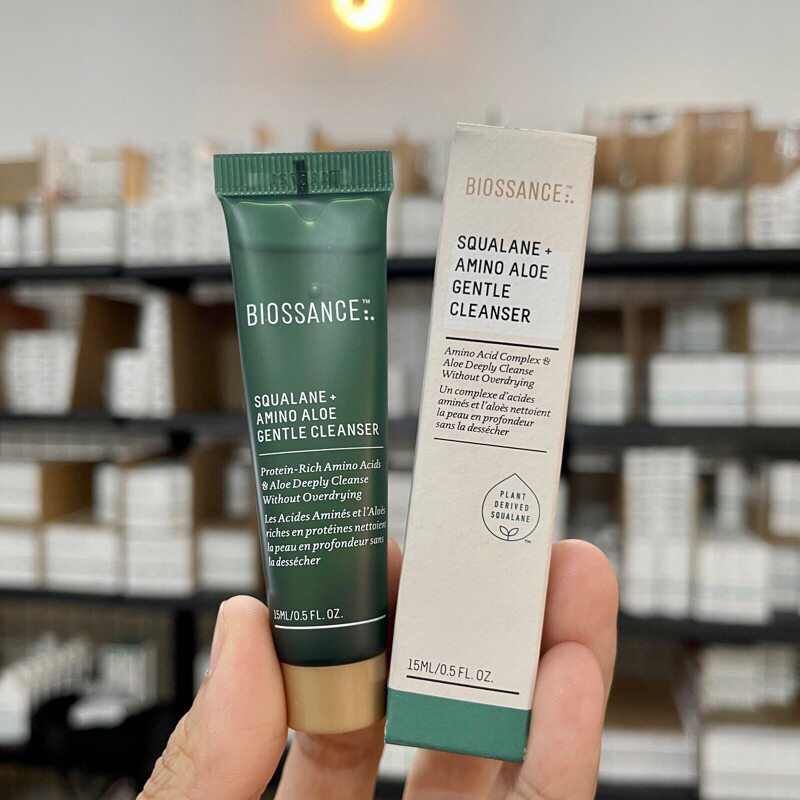 BIOSSANCE™
SQUALANE +
AMINO ALOE
GENTLE CLEANSER
Protein-Rich Amino Acids
& Aloe Deeply Cleanse
Without Overdrying
Les Acides Aminés et l'Aloès
riches en protéines nettoient
la peau en profondeur sans
la dessécher
15ML/0.5 FL. OZ.
BIOSSANCE™
SQUALANE +
AMINO ALOE
GENTLE
CLEANSER
Amino Acid Complex &
Aloe Deeply Cleanse
Without Overdrying
Un complexe d'acides
aminés et l'aloès nettoient
la peau en profondeur
sans la dessécher
PLANT
DERIVED
SQUALANE
™
15ML/0.5 FL. OZ.